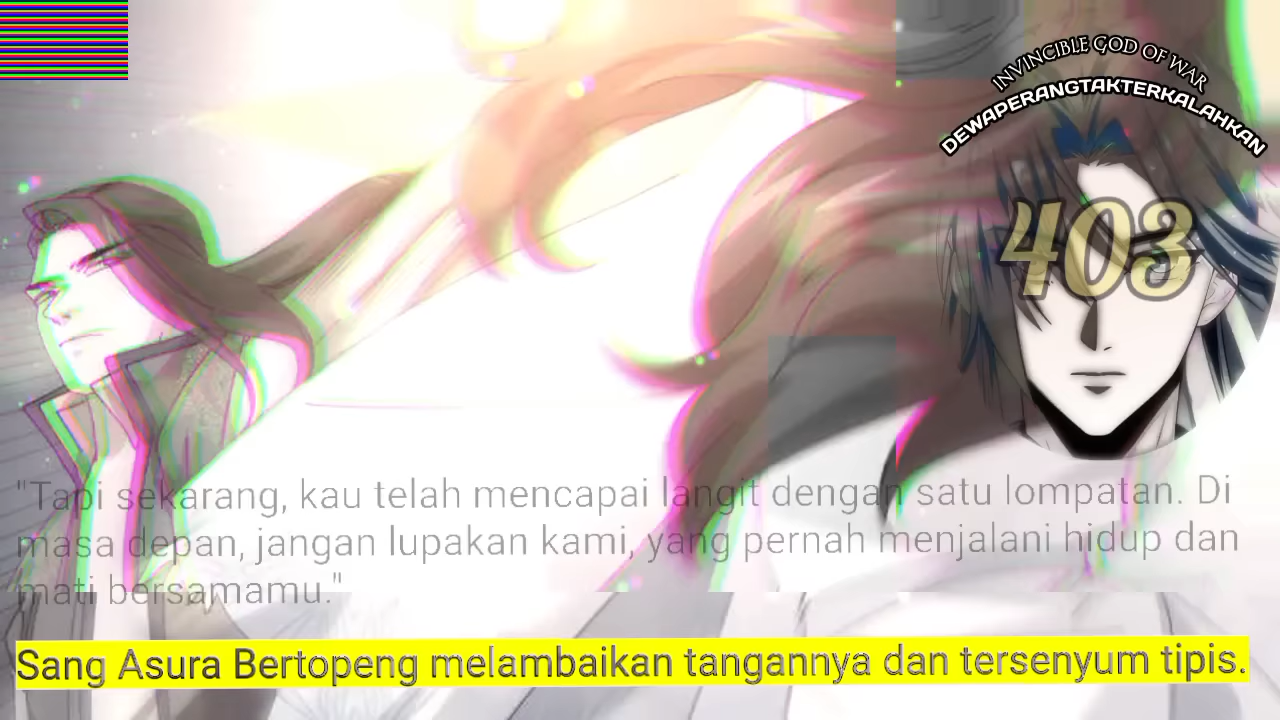 INVINCIBLE GOD OF WAR
DEWAPERANGTAKTERKALAHKAN
403
"Tapi sekarang, kau telah mencapai langit dengan satu lompatan. Di
masa depan, jangan lupakan kami, yang pernah menjalani hidup dan
mati bersamamu."
Sang Asura Bertopeng melambaikan tangannya dan tersenyum tipis.